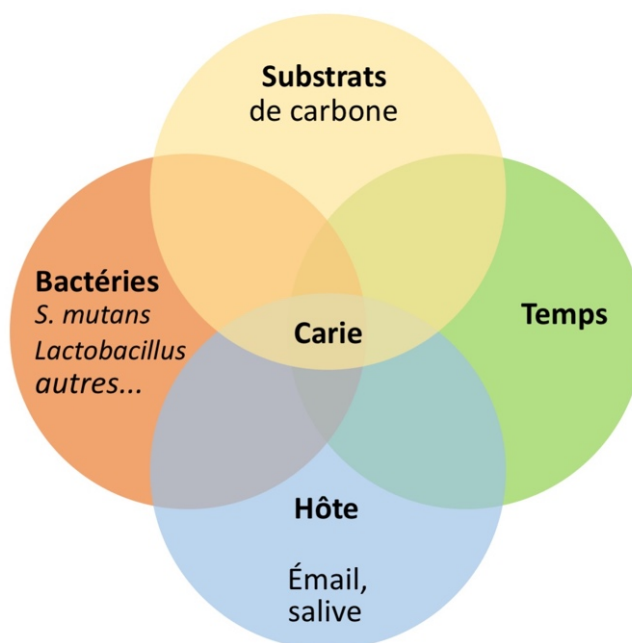 Substrats
de carbone
Bactéries
S. mutans
Lactobacillus
autres...
Temps
Carie
Hôte
Émail,
salive